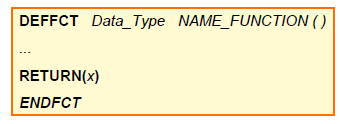 DEFFCT Data_Type NAME_FUNCTION ( )
...
RETURN(x)
ENDFCT